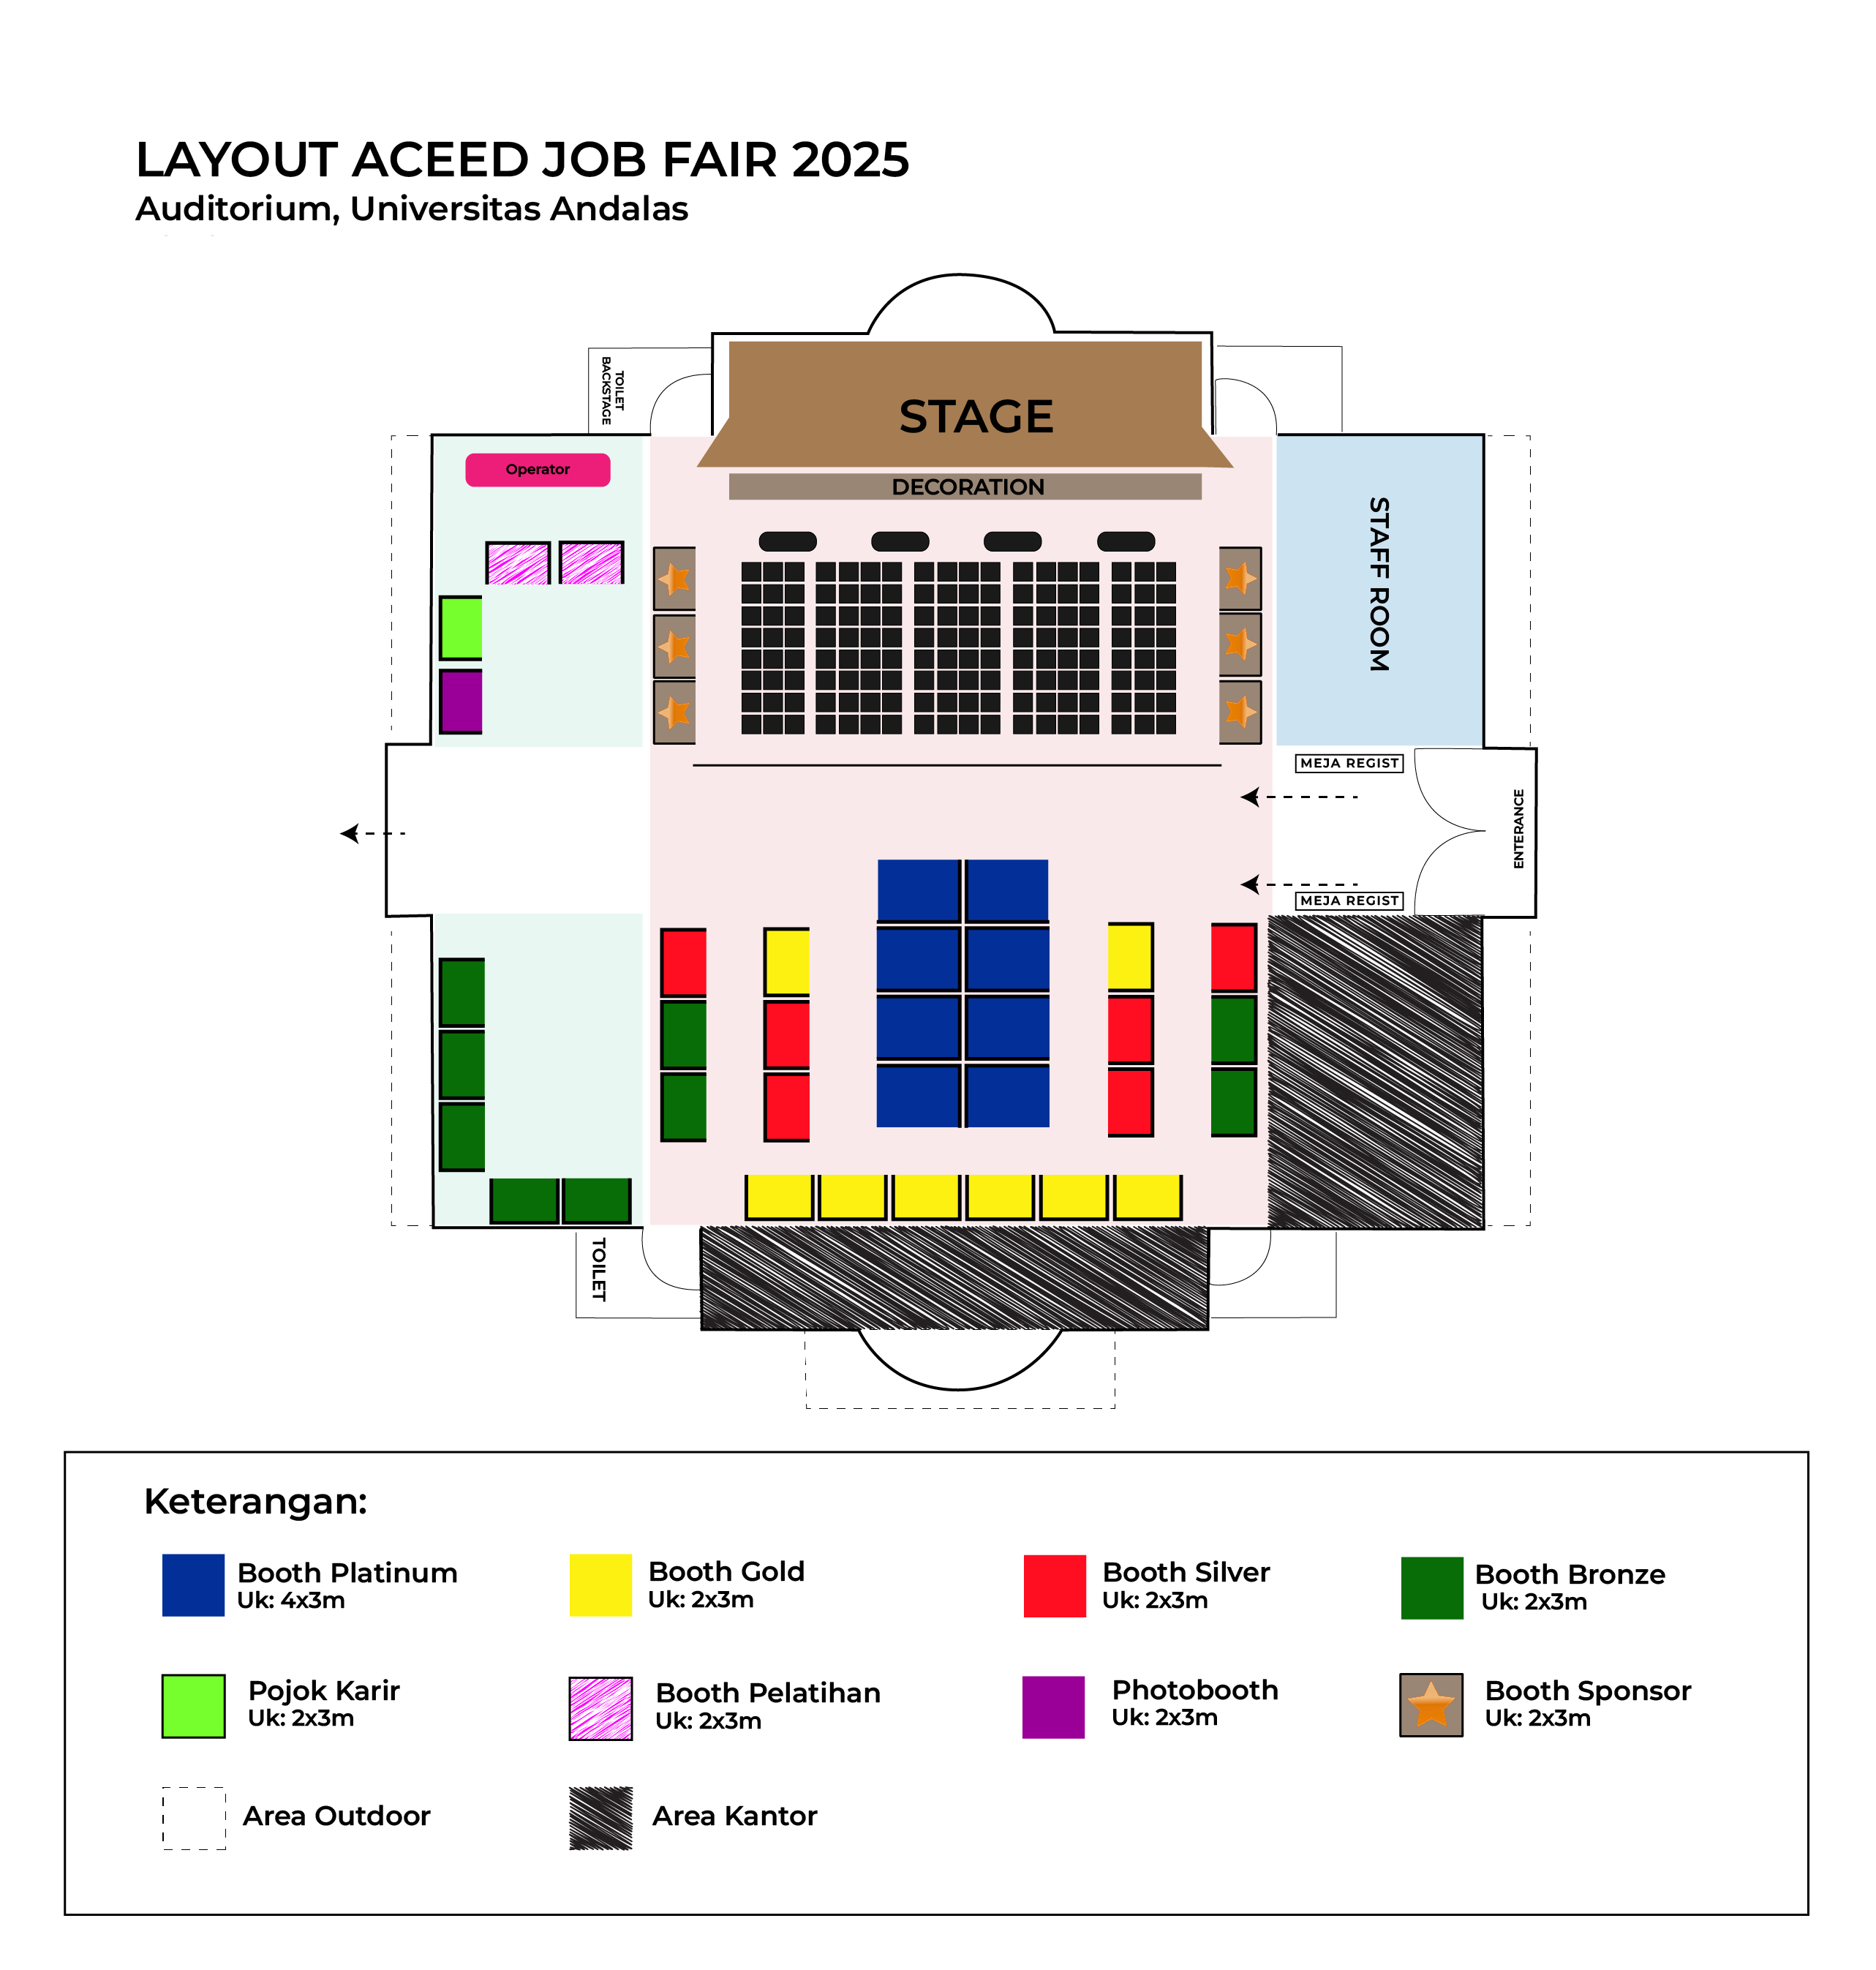 LAYOUT ACEED JOB FAIR 2025
Auditorium, Universitas Andalas
TOILET
BACKSTAGE
STAGE
DECORATION
Operator
STAFF ROOM
MEJA REGIST
ENTERANCE
MEJA REGIST
TOILET
Keterangan:
Booth Platinum
Uk: 4x3m
Booth Gold
Uk: 2x3m
Booth Silver
Uk: 2x3m
Booth Bronze
Uk: 2x3m
Pojok Karir
Uk: 2x3m
Booth Pelatihan
Uk: 2x3m
Photobooth
Uk: 2x3m
Booth Sponsor
Uk: 2x3m
Area Outdoor
Area Kantor